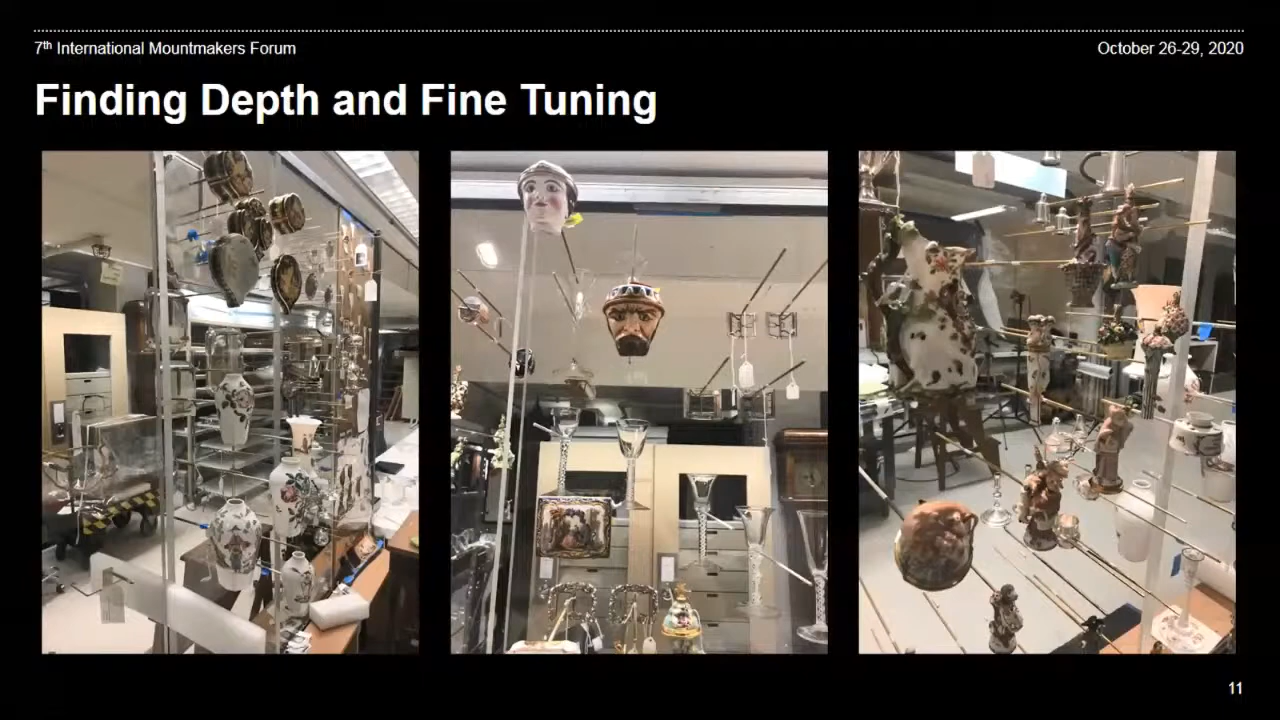 7th International Mountmakers Forum
October 26-29, 2020
Finding Depth and Fine Tuning
11